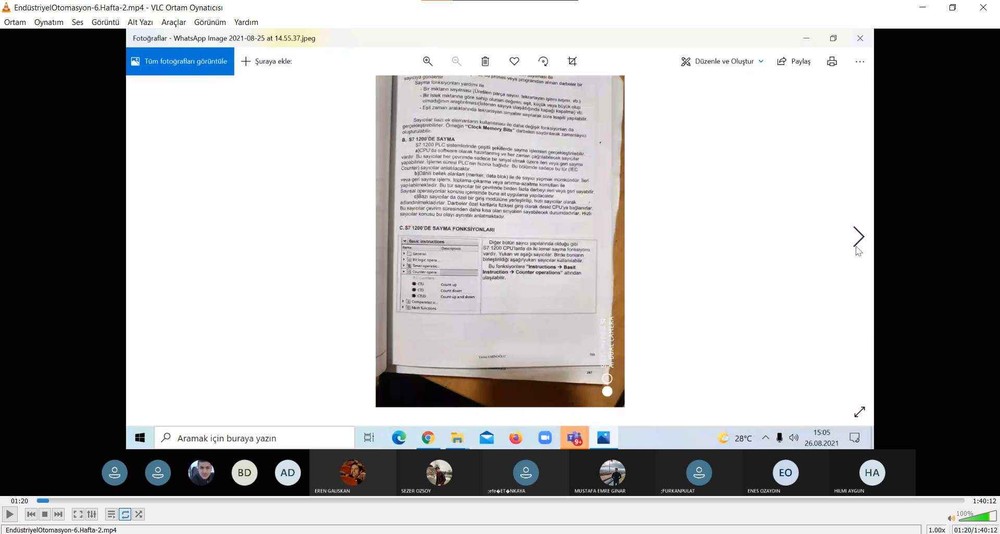 EndüstriyelOtomasyon-6.Hafta-2.mp4 - VLC Ortam Oynatıcısı
Ortam Oynatım Ses Görüntü Alt Yazı Araçlar Görünüm Yardım
Fotoğraflar - WhatsApp Image 2021-08-25 at 14.55.37.jpeg
Tüm fotoğrafları görüntüle Şuraya ekle: Düzenle ve Oluştur Paylaş
sayıcıya gönderilir proses veya programdan alınan darbeler bir
Sayma fonksiyonları yardımı ile
- Bir miktarın sayılması (Üretilen parça sayısı, tekrarlayan işlem sayısı, vb.)
- Bir istek miktarına göre sahip olunan değerin, eşit, küçük veya büyük olup
olmadığının araştırılması(İstenen sayıya ulaşıldığında kapağı kapatma) vb.
- Eşit zaman aralıklarında tekrarlayan sinyaller sayılarak süre tespiti yapılabilir.
Sayıcılar bazı ek elemanların kullanılması ile daha değişik fonksiyonları da
gerçekleştirebilirler. Örneğin "Clock Memory Bits" darbeleri saydırılarak zamanlayıcı
oluşturulabilir.
B. S7 1200'DE SAYMA
S7 1200 PLC sistemlerinde çeşitli şekillerde sayma işlemleri gerçekleştirilebilir.
a)CPU'da software olarak hazırlanmış ve her zaman çağrılabilecek sayıcılar
vardır. Bu sayıcılar her çevrimde sadece bir sinyal olmak üzere ileri veya geri sayma
yapabilirler. İşleme süresi PLC'nin hızına bağlıdır. Bu bölümde sadece bu tür (IEC
Counter) sayıcılar anlatılacaktır.
b)Dâhili bellek alanları (merker, data blok) ile de sayıcı yapmak mümkündür. İleri
veya geri sayma işlemi, toplama-çıkarma veya artırma-azaltma komutları ile
yapılabilmektedir. Bu tür sayıcılar bir çevrimde birden fazla darbeyi ileri veya geri sayabilir.
Sayısal operasyonlar konusu içerisinde buna ait uygulama yapılacaktır
c)Bazı sayıcılar da özel bir giriş modülüne yerleştirilip, hızlı sayıcılar olarak
adlandırılmaktadırlar. Darbeler özel kartlarla fiziksel giriş olarak direkt CPU'ya bağlanırlar.
Bu sayıcılar çevrim süresinden daha kısa olan sinyalleri sayabilecek durumdadırlar. Hızlı
sayıcılar konusu bu olayı ayrıntılı anlatmaktadır.
C. S7 1200'DE SAYMA FONKSİYONLARI
Basic instructions
Name Description
General
Bit logic opera...
Timer operatio...
Counter opera...
IEC Counters
CTU Count up
CTD Count down
CTUD Count up and down
Comparator o...
Math functions
Diğer bütün sayıcı yapılarında olduğu gibi
S7 1200 CPU'larda da iki temel sayma fonksiyonu
vardır. Yukarı ve aşağı sayıcılar. Birde bunların
birleştirildiği aşağı/yukarı sayıcılar kullanılabilir.
Bu fonksiyonlara "Instructions → Basit
Instruction → Counter operations" altından
ulaşılabilir.
Yavuz EMİNOĞLU 159
247
AI DUAL CAMERA
Aramak için buraya yazın 9+ 28°C 15:05
26.08.2021
BD AD EO HA
EREN GALISKAN SEZER OZSOY ;efe�ET�NKAYA MUSTAFA EMRE GINAR ;FURKANPULAT ENES OZAYDIN HILMI AYGUN
01:20 1:40:12
100%
EndüstriyelOtomasyon-6.Hafta-2.mp4 1.00x 01:20/1:40:12